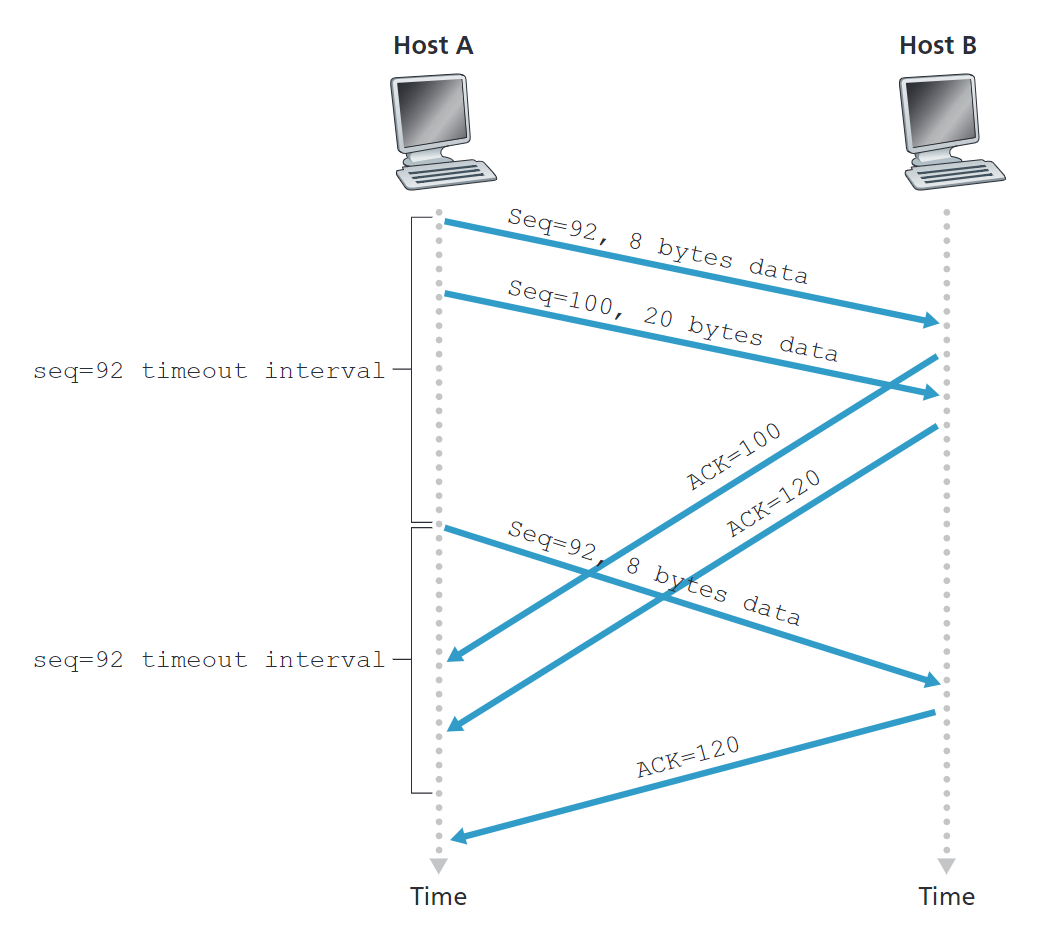 Host A
Host B
Seq=92, 8 bytes data
Seq=100, 20 bytes data
seq=92 timeout interval
ACK=100
ACK=120
Seq=92, 8 bytes data
seq=92 timeout interval
ACK=120
Time
Time